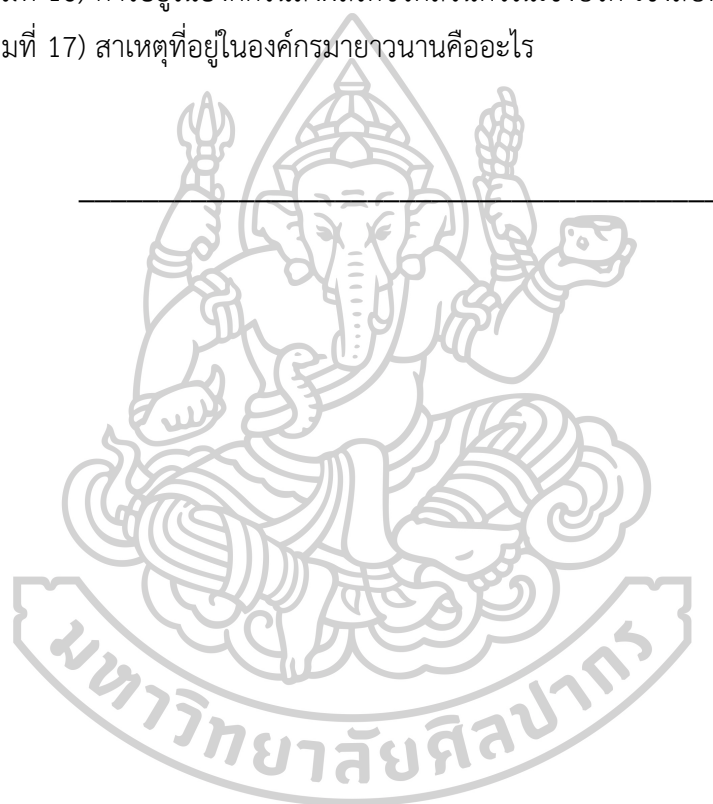 มที่ 17) สาเหตุที่อยู่ในองค์กรมายาวนานคืออะไร
มหาวิทยาลัยศิลปากร